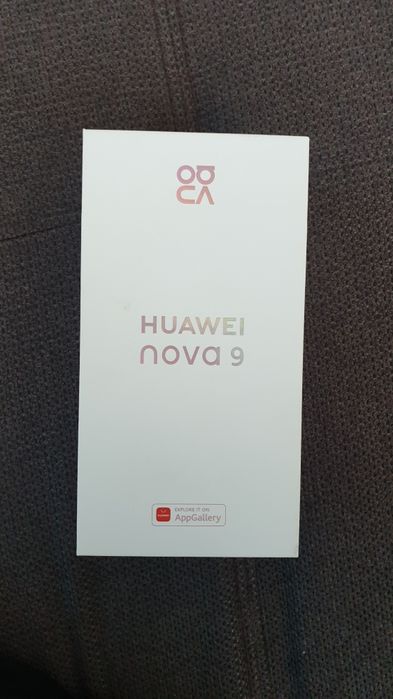 HUAWEI
nova 9
EXPLORE IT ON
AppGallery